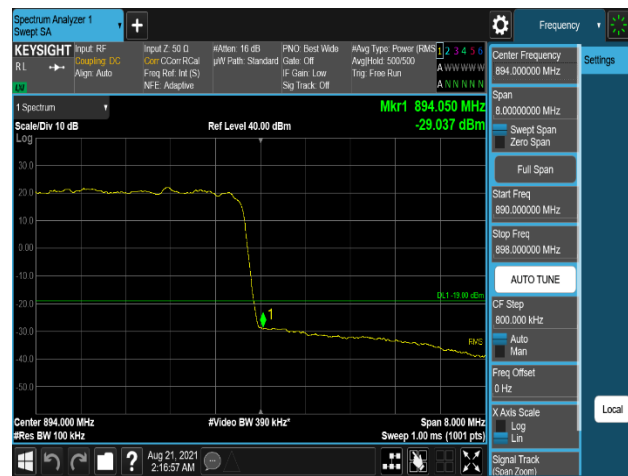 Spectrum Analyzer 1
Swept SA
Frequency
KEYSIGHT
Input: RF
Input Z: 50 Ω
#Atten: 16 dB
PNO: Best Wide
#Avg Type: Power (RMS)
1 2 3 4 5 6
RL
Coupling: DC
Corr CCorr RCal
µW Path: Standard
Gate: Off
Avg|Hold: 500/500
A W W W W W
Align: Auto
Freq Ref: Int (S)
IF Gain: Low
Trig: Free Run
NFE: Adaptive
Sig Track: Off
A N N N N N
LXI
1 Spectrum
Mkr1 894.050 MHz
Scale/Div 10 dB
Ref Level 40.00 dBm
-29.037 dBm
Log
30.0
20.0
10.0
0.00
-10.0
-20.0
-30.0
-40.0
-50.0
DL1 -19.00 dBm
1
RMS
Center 894.000 MHz
#Video BW 390 kHz*
Span 8.000 MHz
#Res BW 100 kHz
Sweep 1.00 ms (1001 pts)
Aug 21, 2021
2:16:57 AM
Settings
Center Frequency
894.000000 MHz
Span
8.00000000 MHz
Swept Span
Zero Span
Full Span
Start Freq
890.000000 MHz
Stop Freq
898.000000 MHz
AUTO TUNE
CF Step
800.000 kHz
Auto
Man
Freq Offset
0 Hz
X Axis Scale
Log
Lin
Local
Signal Track
(Span Zoom)